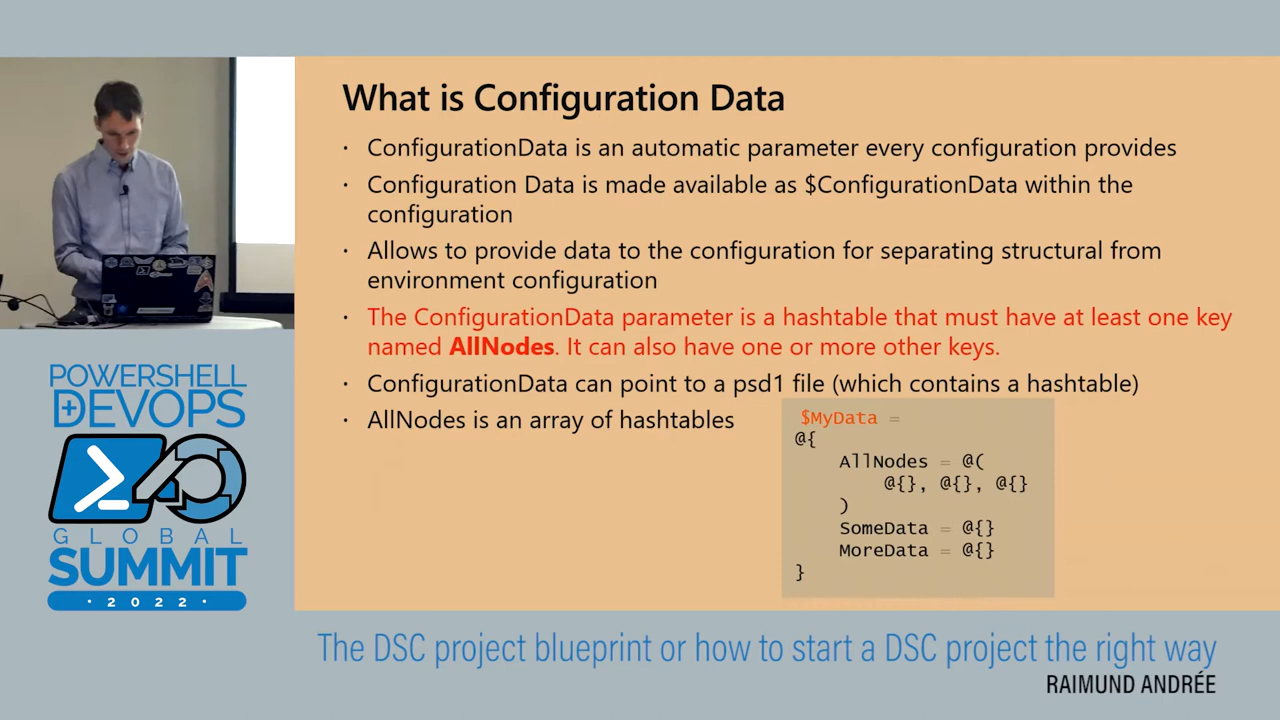 What is Configuration Data
· ConfigurationData is an automatic parameter every configuration provides
· Configuration Data is made available as $ConfigurationData within the
configuration
· Allows to provide data to the configuration for separating structural from
environment configuration
· The ConfigurationData parameter is a hashtable that must have at least one key
named AllNodes. It can also have one or more other keys.
· ConfigurationData can point to a psd1 file (which contains a hashtable)
· AllNodes is an array of hashtables
$MyData =
@{
AllNodes = @(
@{}, @{}, @{}
)
SomeData = @{}
MoreData = @{}
}
POWERSHELL
DEVOPS
GLOBAL
SUMMIT
· 2022 ·
The DSC project blueprint or how to start a DSC project the right way
RAIMUND ANDRÉE